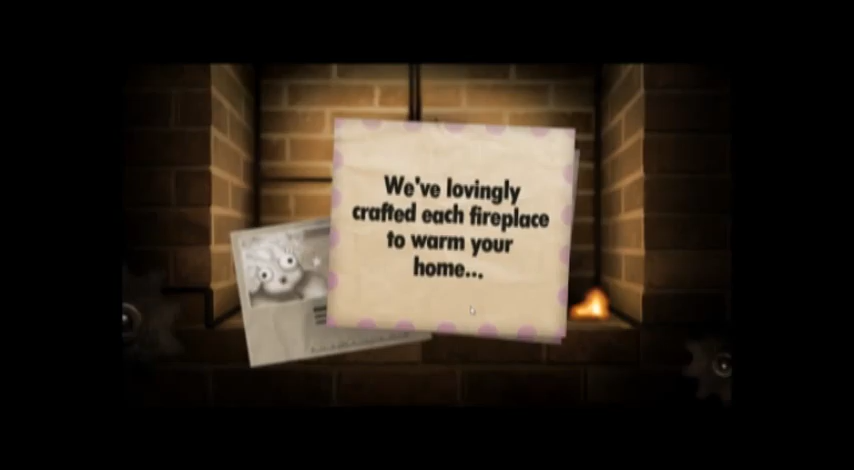 We've lovingly
crafted each fireplace
to warm your
home...